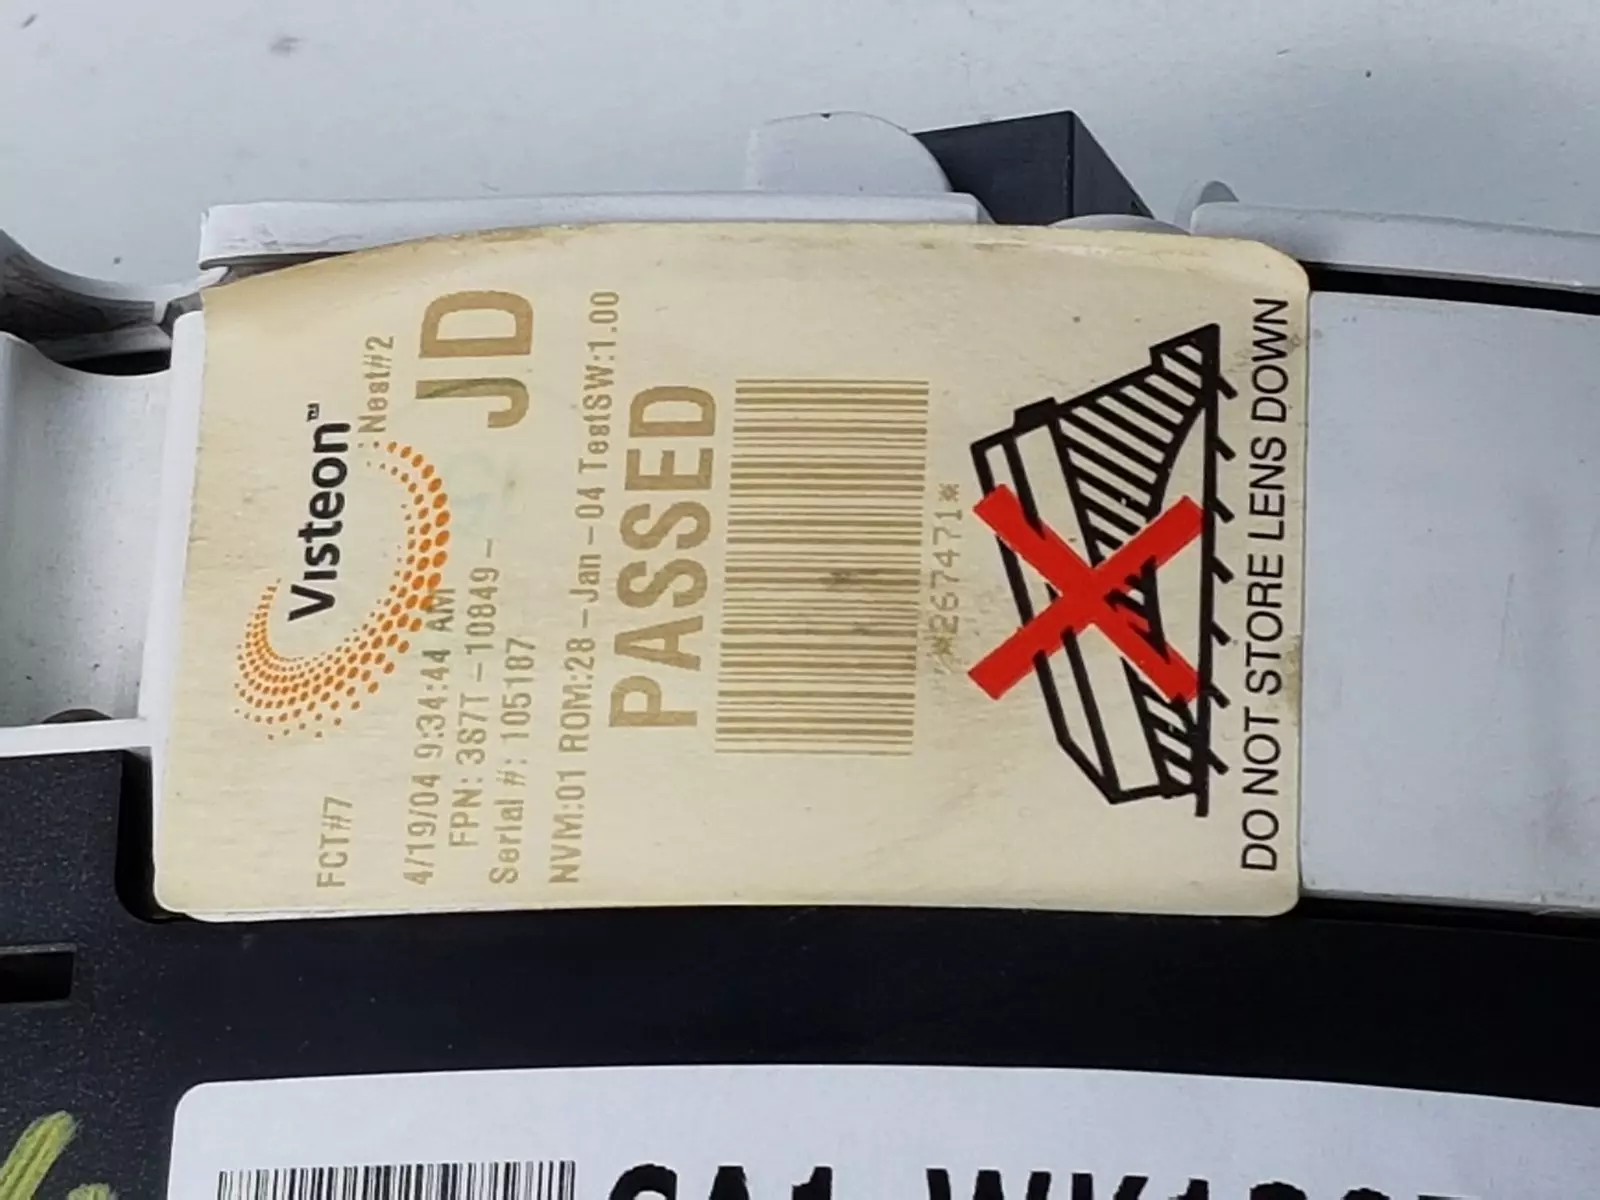 Visteon™
FCT#7 Nest#2
4/19/04 9:34:44 AM
FPN: 3S7T-10849- JD
Serial #: 105187
NVM:01 ROM:28-Jan-04 TestSW:1.00
PASSED
*267471*
DO NOT STORE LENS DOWN